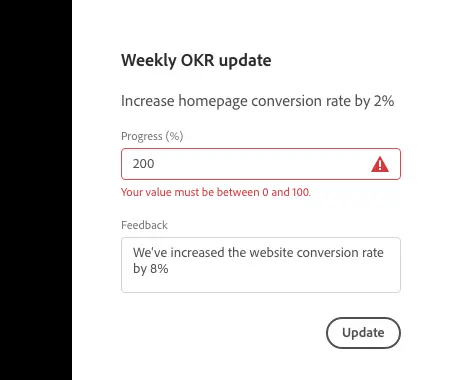 Weekly OKR update
Increase homepage conversion rate by 2%
Progress (%)
200
Your value must be between 0 and 100.
Feedback
We've increased the website conversion rate
by 8%
Update